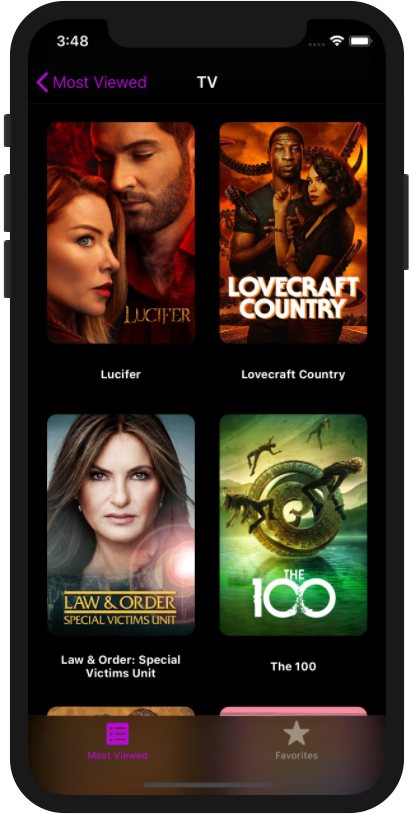 3:48
Most Viewed
TV
LUCIFER
LOVECRAFT
COUNTRY
Lucifer
Lovecraft Country
LAW & ORDER
SPECIAL VICTIMS UNIT
THE
100
Law & Order: Special
Victims Unit
The 100
Most Viewed
Favorites